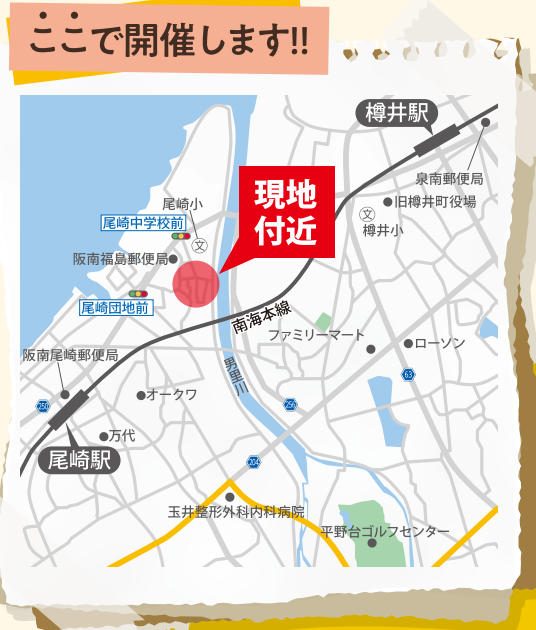 ここで開催します!!
樽井駅
泉南郵便局
現地
付近
尾崎小
文
旧樽井町役場
尾崎中学校前
文
樽井小
阪南福島郵便局
尾崎団地前
南海本線
ファミリーマート
ローソン
阪南尾崎郵便局
男里川
63
オークワ
250
256
万代
尾崎駅
204
玉井整形外科内科病院
平野台ゴルフセンター